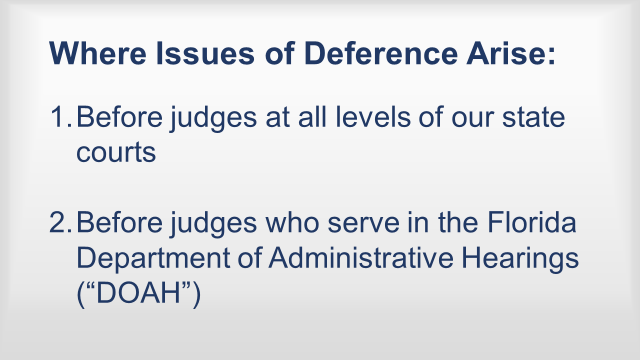 Where Issues of Deference Arise:
1. Before judges at all levels of our state
courts
2. Before judges who serve in the Florida
Department of Administrative Hearings
(“DOAH”)